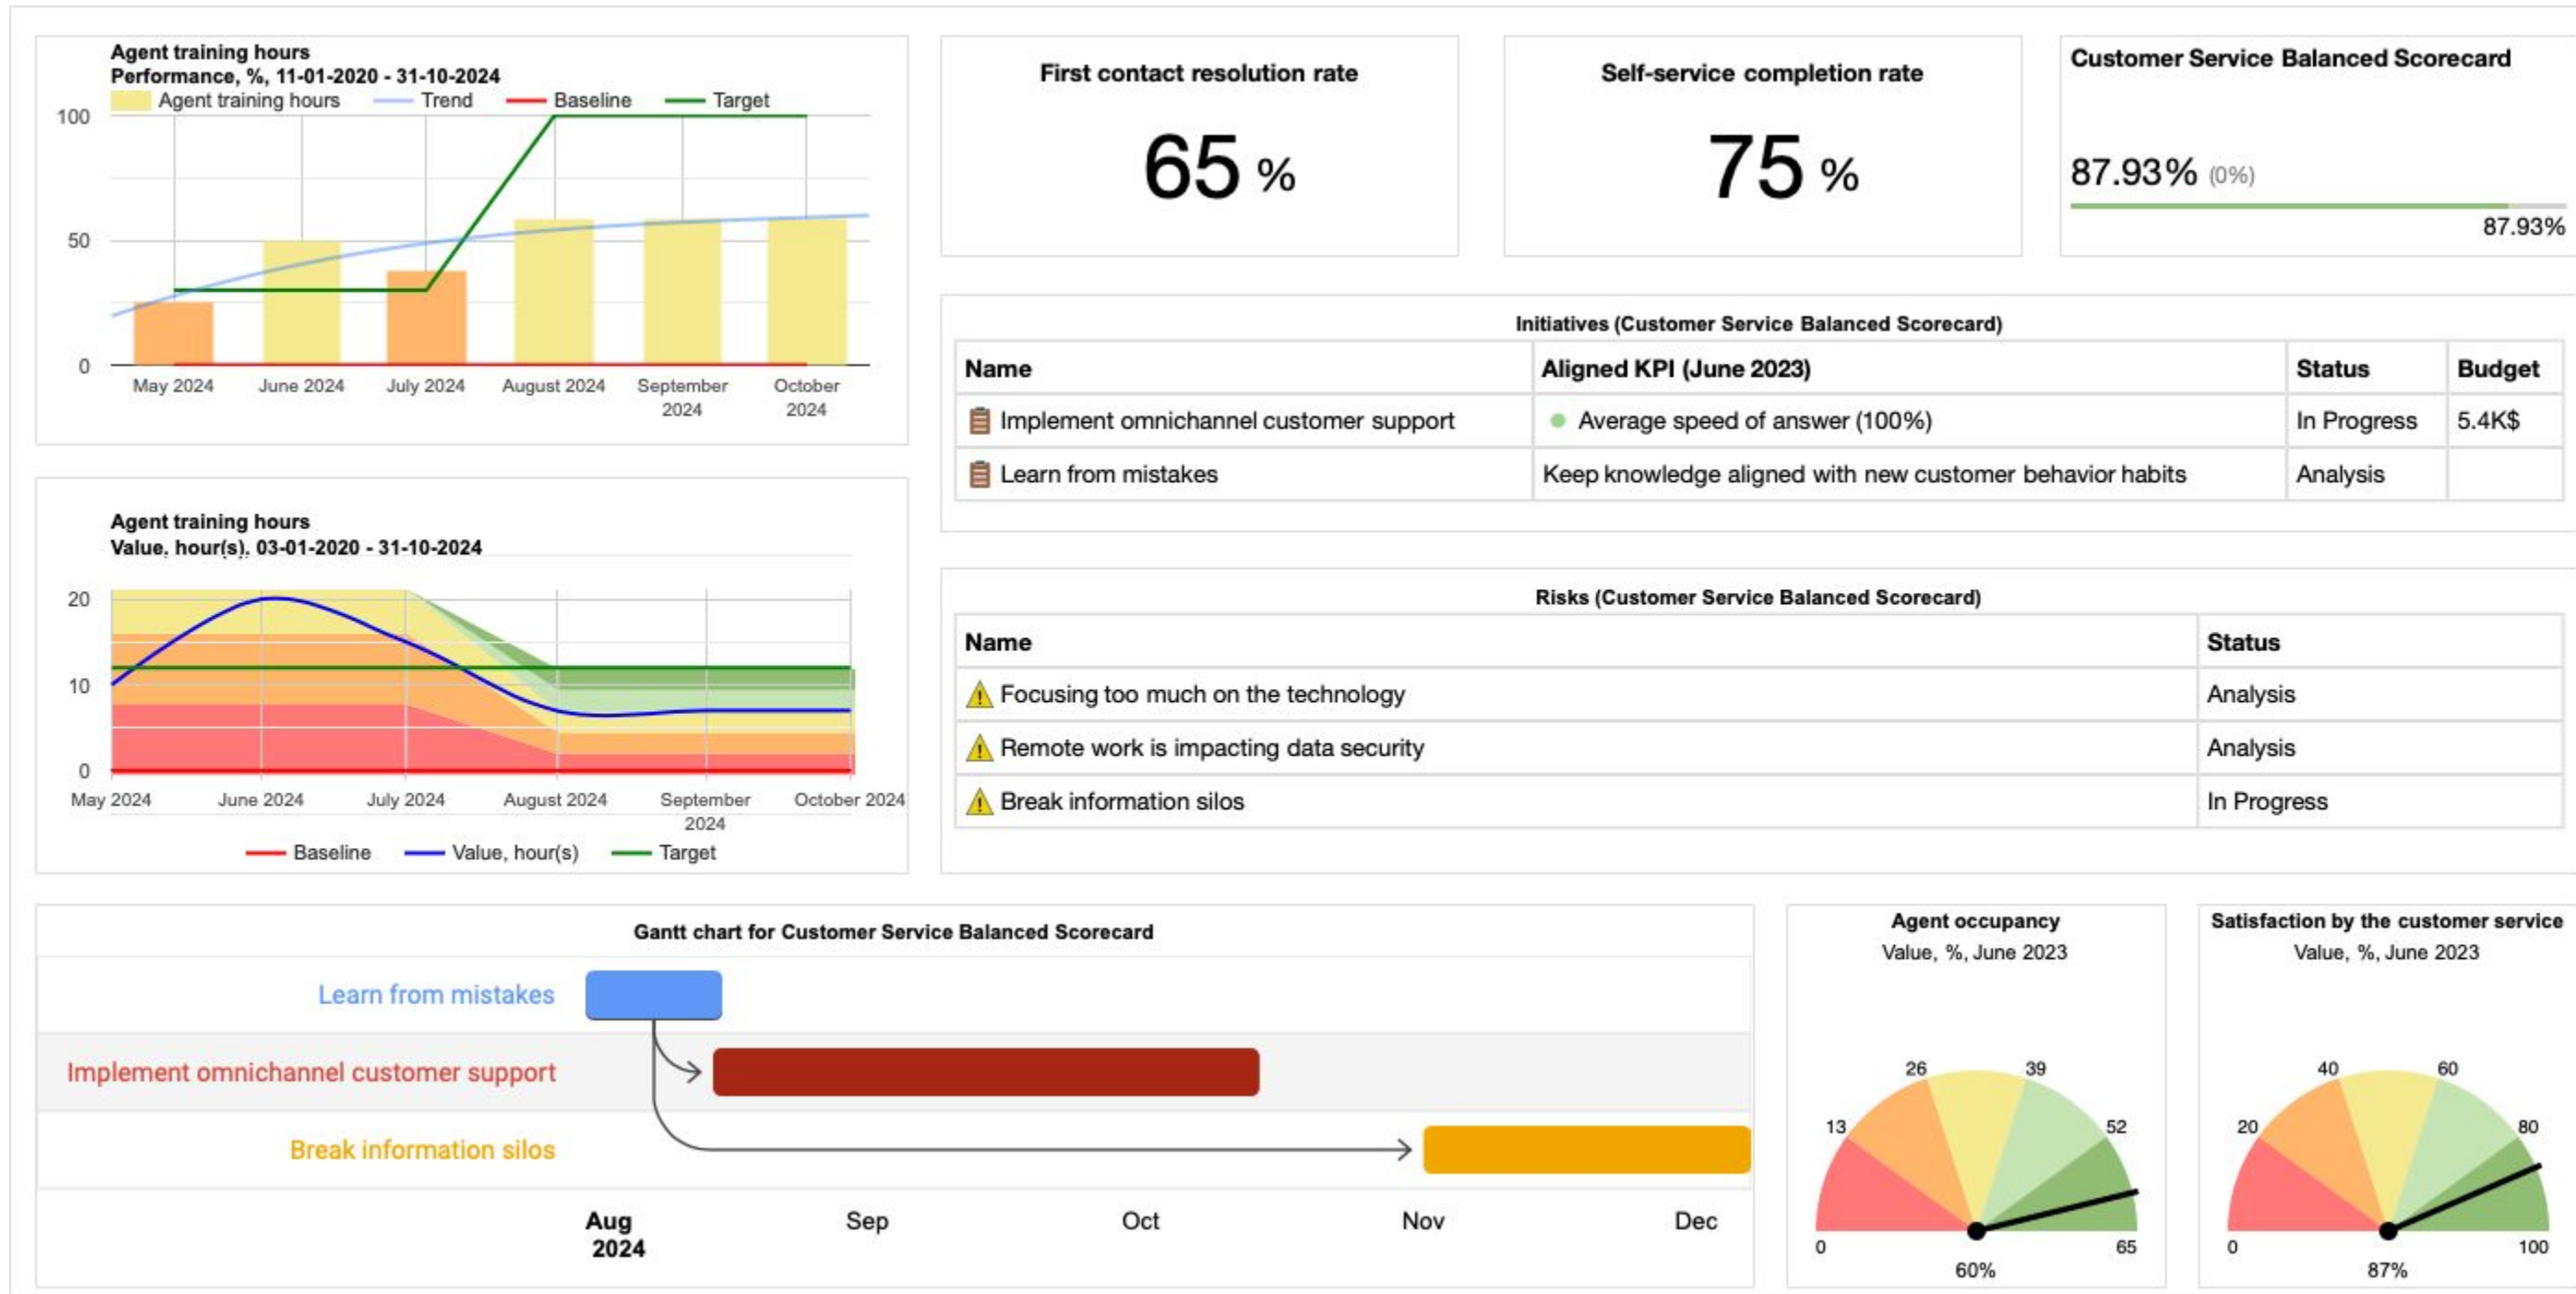 Agent training hours
Performance, %, 11-01-2020 - 31-10-2024
Agent training hours Trend Baseline Target
100
50
0
May 2024 June 2024 July 2024 August 2024 September 2024 October 2024
First contact resolution rate
65 %
Self-service completion rate
75 %
Customer Service Balanced Scorecard
87.93% (0%)
87.93%
Initiatives (Customer Service Balanced Scorecard)
Name Aligned KPI (June 2023) Status Budget
Implement omnichannel customer support Average speed of answer (100%) In Progress 5.4K$
Learn from mistakes Keep knowledge aligned with new customer behavior habits Analysis
Agent training hours
Value, hour(s), 03-01-2020 - 31-10-2024
20
10
0
May 2024 June 2024 July 2024 August 2024 September 2024 October 2024
Baseline Value, hour(s) Target
Risks (Customer Service Balanced Scorecard)
Name Status
Focusing too much on the technology Analysis
Remote work is impacting data security Analysis
Break information silos In Progress
Gantt chart for Customer Service Balanced Scorecard
Learn from mistakes
Implement omnichannel customer support
Break information silos
Aug Sep Oct Nov Dec
2024
Agent occupancy
Value, %, June 2023
26 39
13 52
0 65
60%
Satisfaction by the customer service
Value, %, June 2023
40 60
20 80
0 100
87%